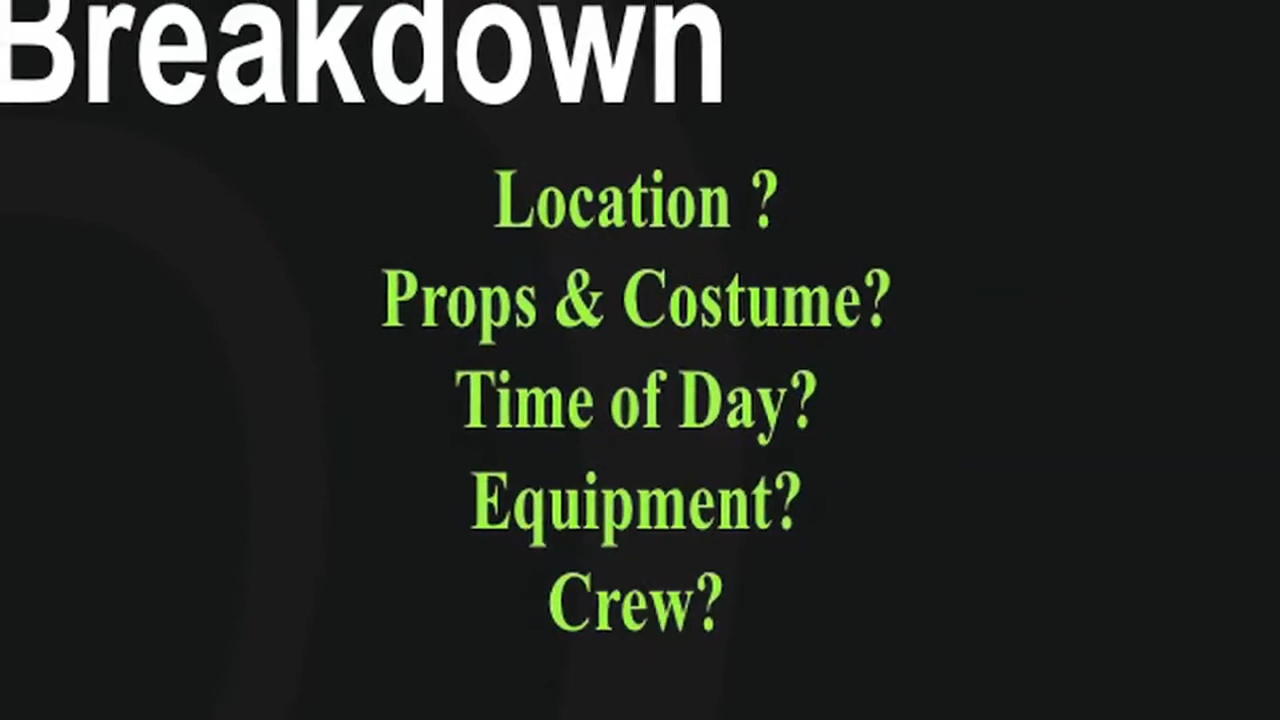 Breakdown
Location ?
Props & Costume?
Time of Day?
Equipment?
Crew?